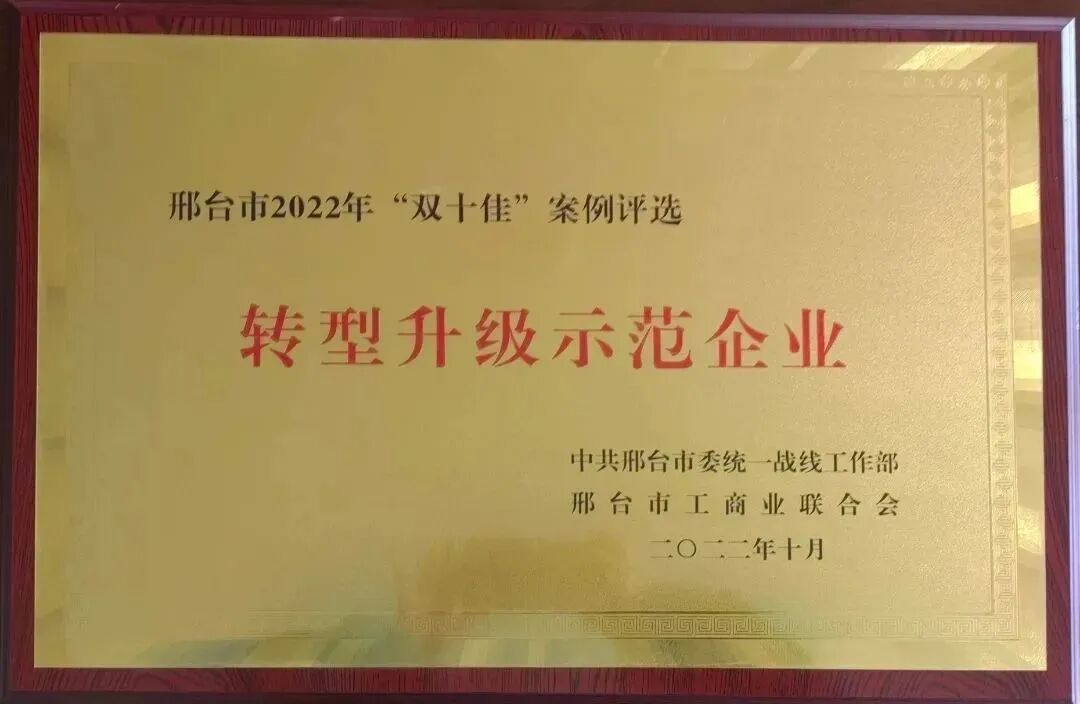 邢台市2022年“双十佳”案例评选
转型升级示范企业
中共邢台市委统一战线工作部
邢台市工商业联合会
二〇二二年十月